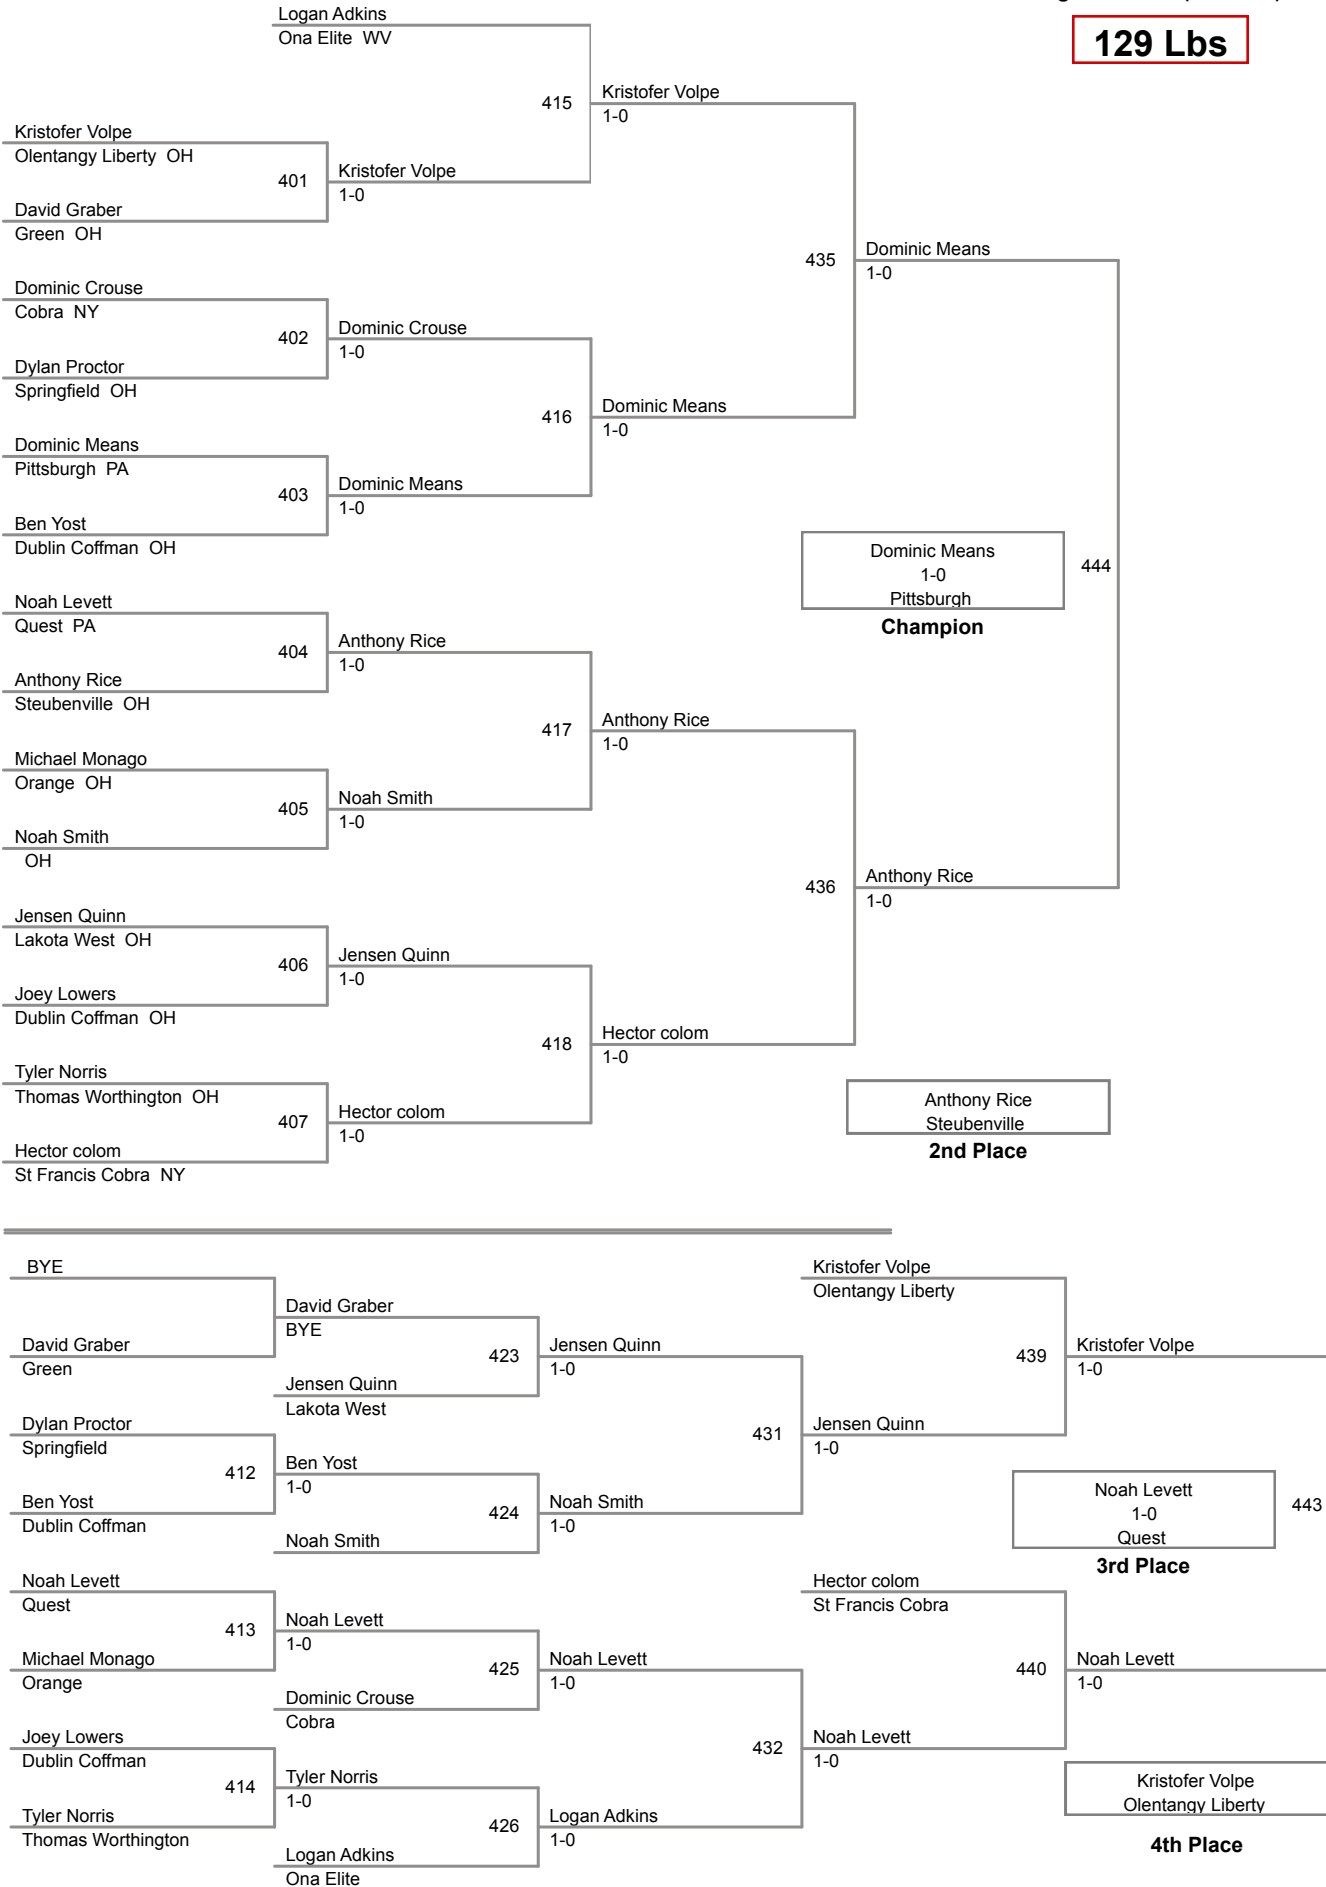 Logan Adkins
Ona Elite  WV
129 Lbs
415
Kristofer Volpe
1-0
Kristofer Volpe
Olentangy Liberty  OH
401
Kristofer Volpe
1-0
David Graber
Green  OH
435
Dominic Means
1-0
Dominic Crouse
Cobra  NY
402
Dominic Crouse
1-0
Dylan Proctor
Springfield  OH
416
Dominic Means
1-0
Dominic Means
Pittsburgh  PA
403
Dominic Means
1-0
Ben Yost
Dublin Coffman  OH
Dominic Means
1-0
Pittsburgh
Champion
444
Noah Levett
Quest  PA
404
Anthony Rice
1-0
Anthony Rice
Steubenville  OH
417
Anthony Rice
1-0
Michael Monago
Orange  OH
405
Noah Smith
1-0
Noah Smith
OH
436
Anthony Rice
1-0
Jensen Quinn
Lakota West  OH
406
Jensen Quinn
1-0
Joey Lowers
Dublin Coffman  OH
418
Hector colom
1-0
Tyler Norris
Thomas Worthington  OH
407
Hector colom
1-0
Hector colom
St Francis Cobra  NY
Anthony Rice
Steubenville
2nd Place
BYE
David Graber
BYE
David Graber
Green
423
Jensen Quinn
1-0
Jensen Quinn
Lakota West
Kristofer Volpe
Olentangy Liberty
439
Kristofer Volpe
1-0
Dylan Proctor
Springfield
412
Ben Yost
1-0
Ben Yost
Dublin Coffman
424
Noah Smith
1-0
Noah Smith
431
Jensen Quinn
1-0
Noah Levett
1-0
Quest
3rd Place
443
Noah Levett
Quest
413
Noah Levett
1-0
Michael Monago
Orange
425
Noah Levett
1-0
Dominic Crouse
Cobra
Hector colom
St Francis Cobra
440
Noah Levett
1-0
Joey Lowers
Dublin Coffman
414
Tyler Norris
1-0
Tyler Norris
Thomas Worthington
426
Logan Adkins
1-0
Logan Adkins
Ona Elite
432
Noah Levett
1-0
Kristofer Volpe
Olentangy Liberty
4th Place